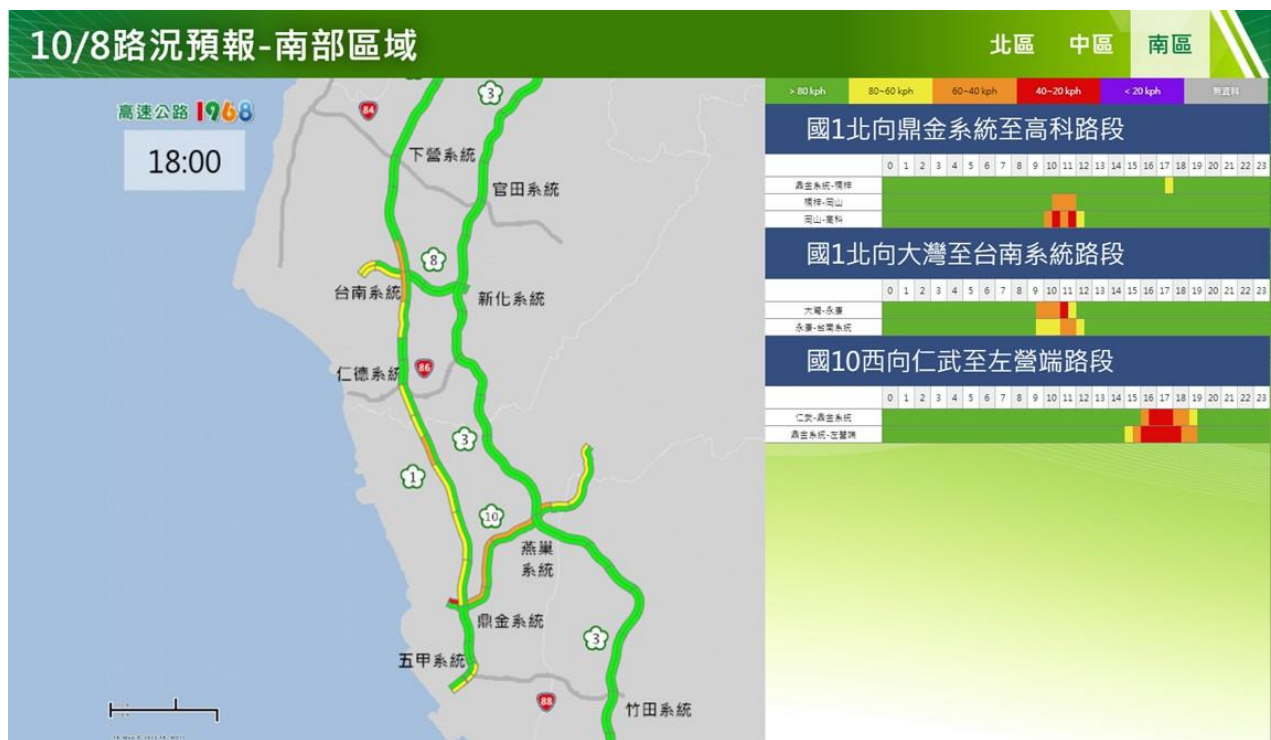 10/8路況預報-南部區域
北區 中區 南區
高速公路 1968
18:00
3
84
下營系統
官田系統
8
台南系統
新化系統
仁德系統
86
3
1
10
燕巢
系統
鼎金系統
3
五甲系統
88
竹田系統
> 80 kph 80~60 kph 60~40 kph 40~20 kph < 20 kph 無資料
國1北向鼎金系統至高科路段
0 1 2 3 4 5 6 7 8 9 10 11 12 13 14 15 16 17 18 19 20 21 22 23
鼎金系統-楠梓
楠梓-岡山
岡山-高科
國1北向大灣至台南系統路段
0 1 2 3 4 5 6 7 8 9 10 11 12 13 14 15 16 17 18 19 20 21 22 23
大灣-永康
永康-台南系統
國10西向仁武至左營端路段
0 1 2 3 4 5 6 7 8 9 10 11 12 13 14 15 16 17 18 19 20 21 22 23
仁武-鼎金系統
鼎金系統-左營端